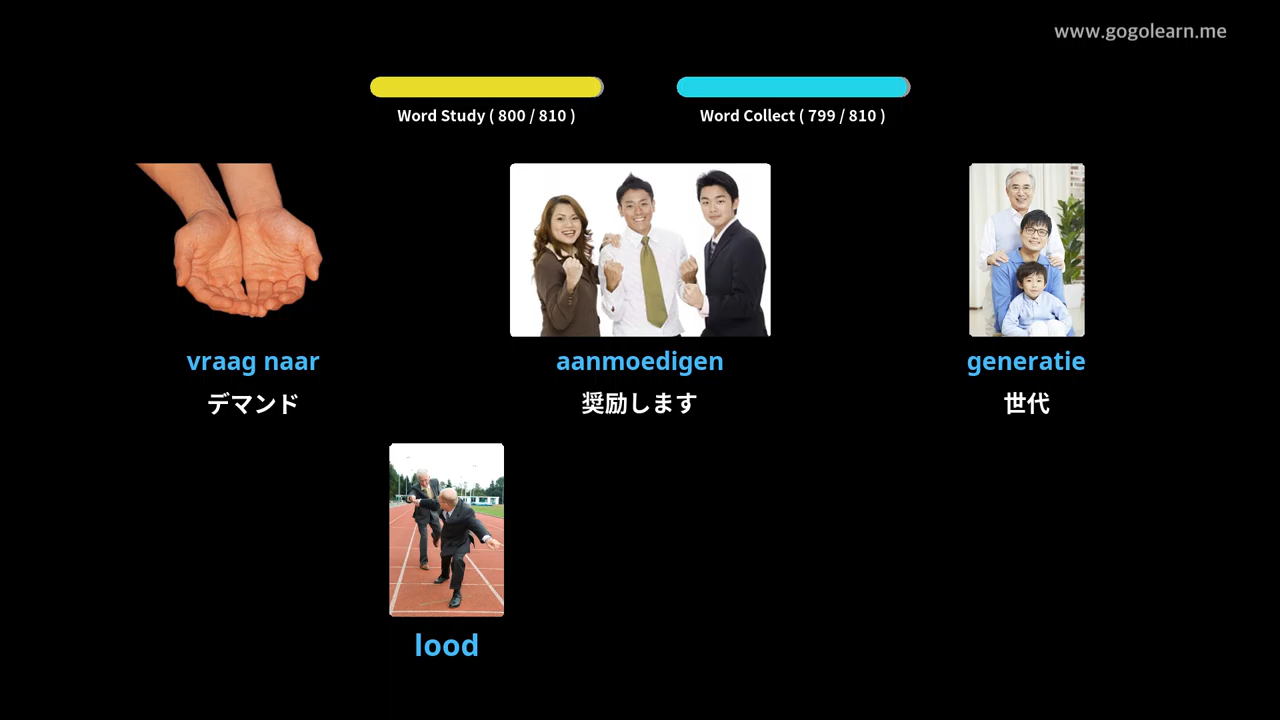 www.gogolearn.me
Word Study ( 800 / 810 )
Word Collect ( 799 / 810 )
vraag naar
aanmoedigen
generatie
デマンド
奨励します
世代
lood